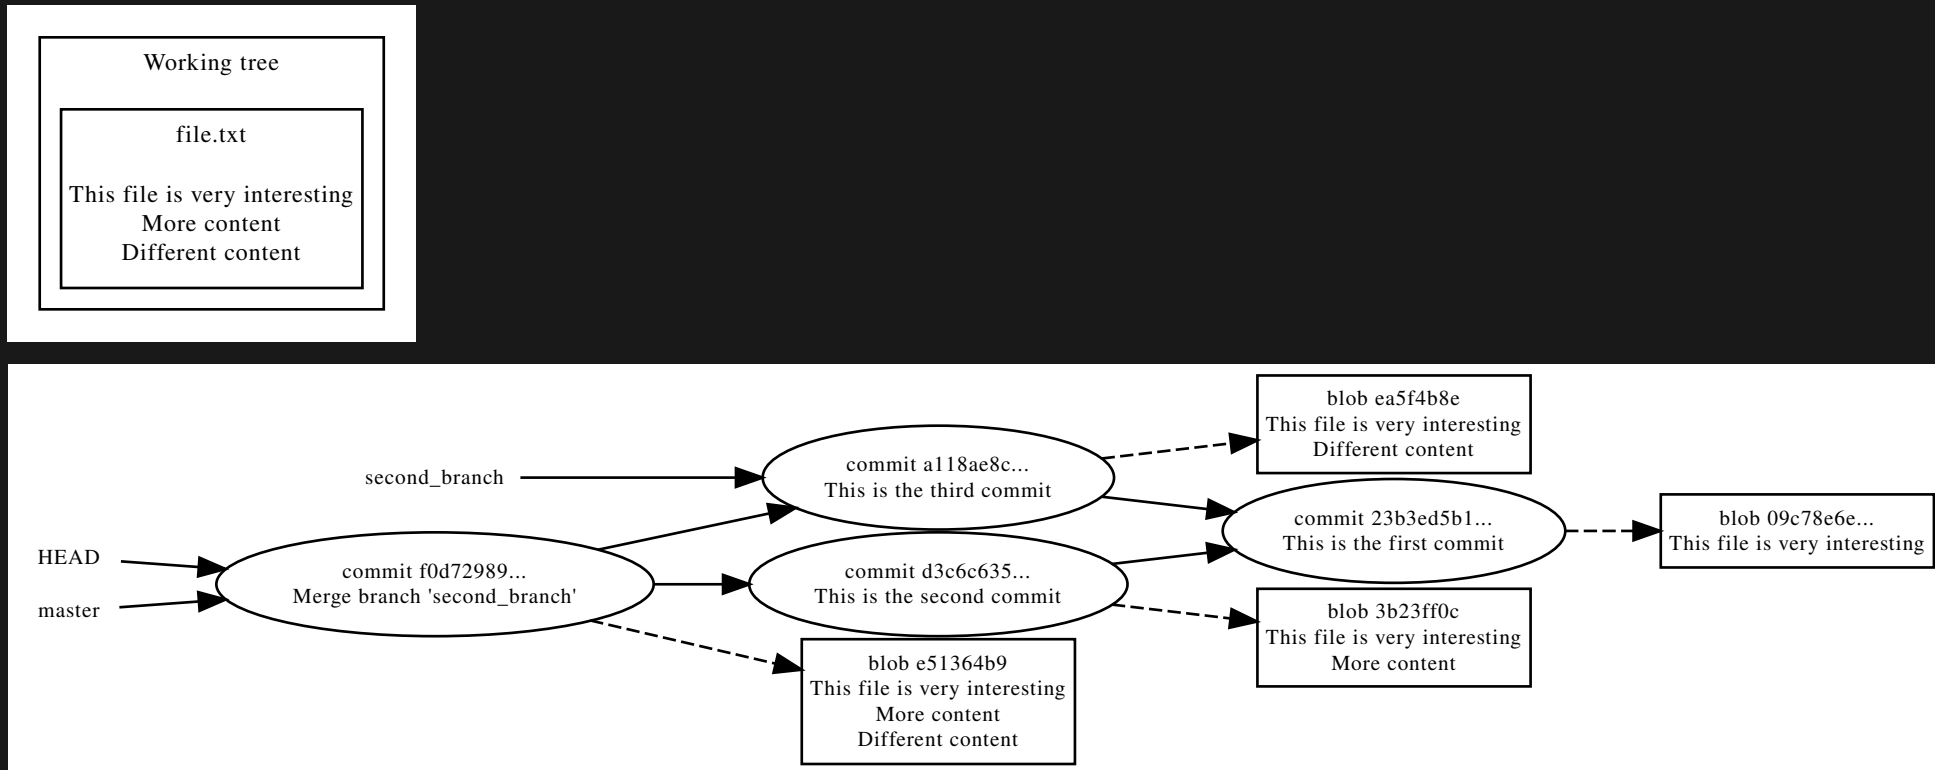 Working tree
file.txt
This file is very interesting
More content
Different content
blob ea5f4b8e
This file is very interesting
Different content
second_branch
commit a118ae8c...
This is the third commit
commit 23b3ed5b1...
This is the first commit
blob 09c78e6e...
This file is very interesting
HEAD
master
commit f0d72989...
Merge branch 'second_branch'
commit d3c6c635...
This is the second commit
blob 3b23ff0c
This file is very interesting
More content
blob e51364b9
This file is very interesting
More content
Different content